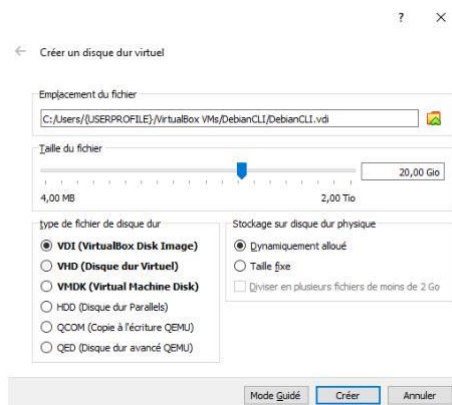 ?
Créer un disque dur virtuel
Emplacement du fichier
C:/Users/{USERPROFILE}/VirtualBox VMs/DebianCLI/DebianCLI.vdi
Taille du fichier
20,00 Gio
4,00 MB 2,00 Tio
type de fichier de disque dur
VDI (VirtualBox Disk Image)
VHD (Disque dur Virtuel)
VMDK (Virtual Machine Disk)
HDD (Disque dur Parallels)
QCOM (Copie à l'écriture QEMU)
QED (Disque dur avancé QEMU)
Stockage sur disque dur physique
Dynamiquement alloué
Taille fixe
Diviser en plusieurs fichiers de moins de 2 Go
Mode Guidé Créer Annuler